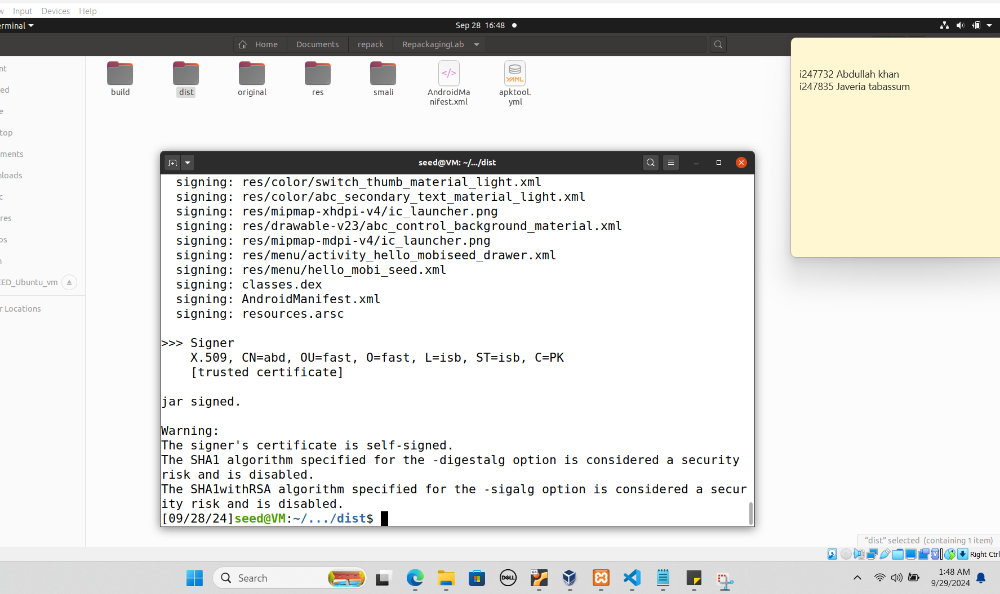 w Input Devices Help
erminal Sep 28 16:48
Home Documents repack RepackagingLab
nt
ed
e
top
ments
nloads
c
res
os
n
EED_Ubuntu_vm
r Locations
build dist original res smali AndroidMa
nifest.xml apktool.
yml
</>
YAML
i247732 Abdullah khan
i247835 Javeria tabassum
seed@VM: ~/.../dist
signing: res/color/switch_thumb_material_light.xml
signing: res/color/abc_secondary_text_material_light.xml
signing: res/mipmap-xhdpi-v4/ic_launcher.png
signing: res/drawable-v23/abc_control_background_material.xml
signing: res/mipmap-mdpi-v4/ic_launcher.png
signing: res/menu/activity_hello_mobiseed_drawer.xml
signing: res/menu/hello_mobi_seed.xml
signing: classes.dex
signing: AndroidManifest.xml
signing: resources.arsc
>>> Signer
X.509, CN=abd, OU=fast, O=fast, L=isb, ST=isb, C=PK
[trusted certificate]
jar signed.
Warning:
The signer's certificate is self-signed.
The SHA1 algorithm specified for the -digestalg option is considered a security
risk and is disabled.
The SHA1withRSA algorithm specified for the -sigalg option is considered a secur
ity risk and is disabled.
[09/28/24]seed@VM:~/.../dist$
"dist" selected (containing 1 item)
Right Ctrl
Search
DELL
64
1:48 AM
9/29/2024